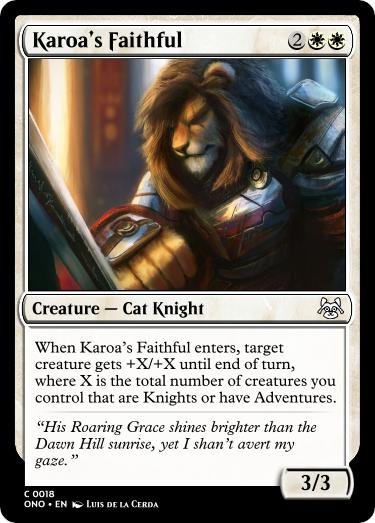 Karoa's Faithful 2
Creature — Cat Knight
When Karoa's Faithful enters, target
creature gets +X/+X until end of turn,
where X is the total number of creatures you
control that are Knights or have Adventures.
“His Roaring Grace shines brighter than the
Dawn Hill sunrise, yet I shan't avert my
gaze.”
3/3
C 0018
ONO • EN Luis de la Cerda